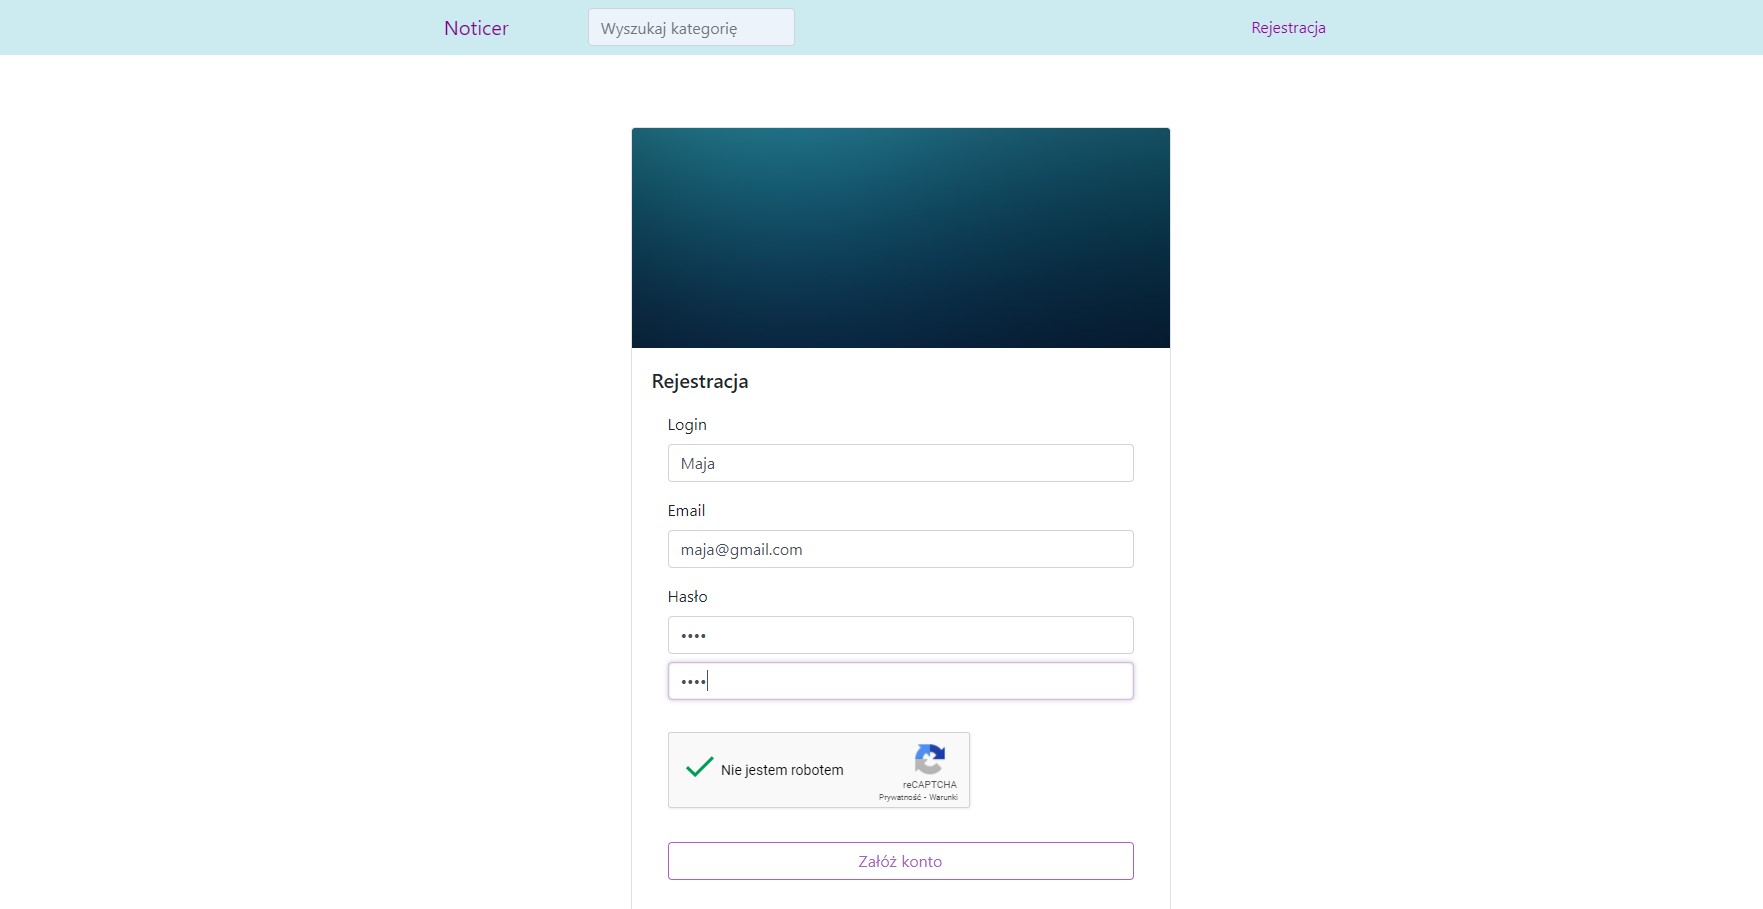 Noticer
Wyszukaj kategorię
Rejestracja
Rejestracja
Login
Maja
Email
maja@gmail.com
Hasło
••••
••••
Nie jestem robotem
reCAPTCHA
Prywatność - Warunki
Załóż konto